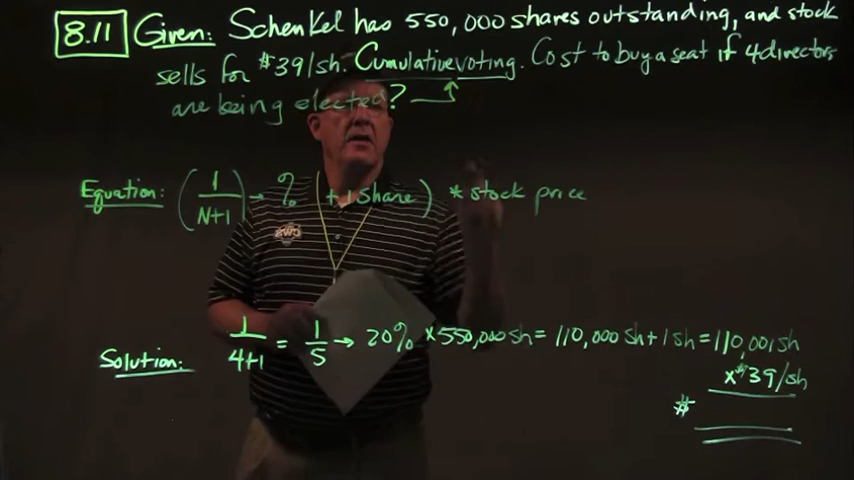 8.11 Given: Schenkel has 550,000 shares outstanding, and stock
sells for $39/sh. Cumulative voting. Cost to buy a seat if 4 directors
are being elected?
Equation: (1/N+1 → % + 1 share) * stock price
Solution: 1/4+1 = 1/5 → 20% x 550,000 sh = 110,000 sh + 1 sh = 110,001 sh
x $39/sh
$